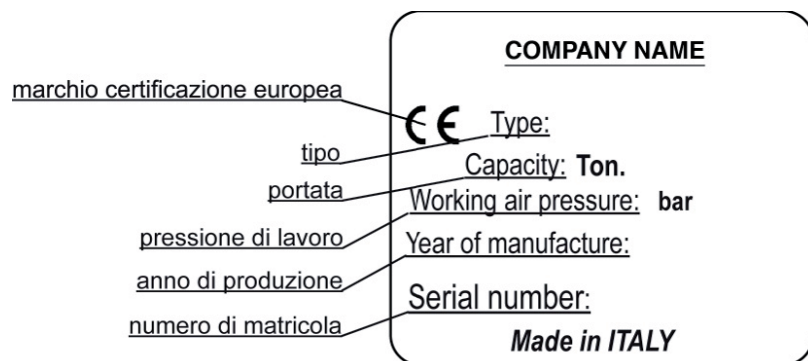 COMPANY NAME
marchio certificazione europea
CE Type:
tipo
Capacity: Ton.
portata
Working air pressure: bar
pressione di lavoro
Year of manufacture:
anno di produzione
Serial number:
numero di matricola
Made in ITALY